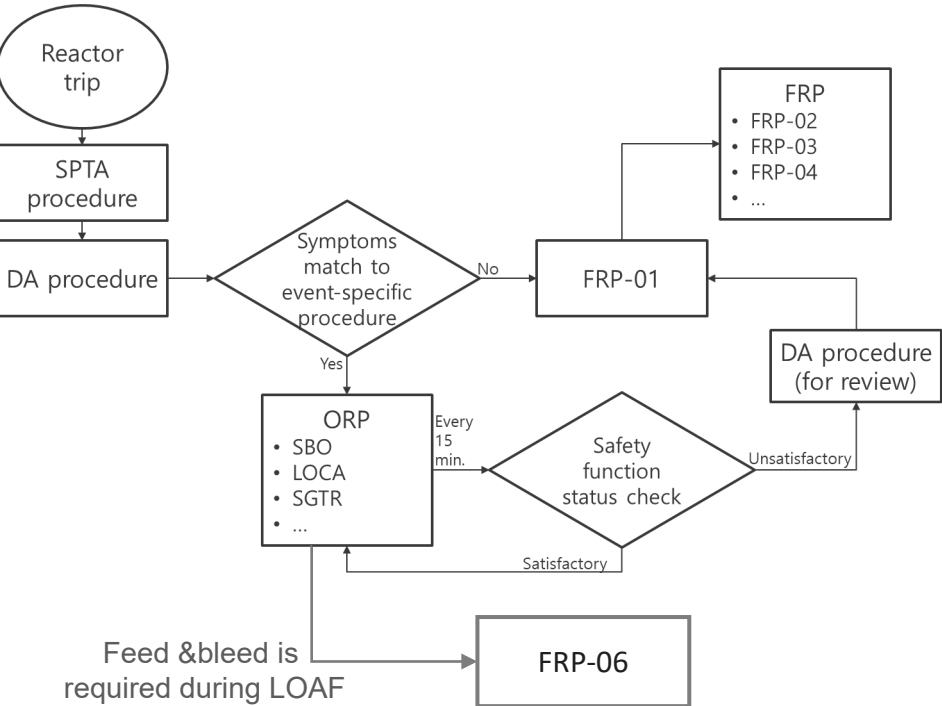 Reactor
trip
SPTA
procedure
DA procedure
Symptoms
match to
event-specific
procedure
No
Yes
FRP-01
FRP
• FRP-02
• FRP-03
• FRP-04
• ...
DA procedure
(for review)
ORP
• SBO
• LOCA
• SGTR
• ...
Every
15
min.
Safety
function
status check
Unsatisfactory
Satisfactory
Feed &bleed is
required during LOAF
FRP-06